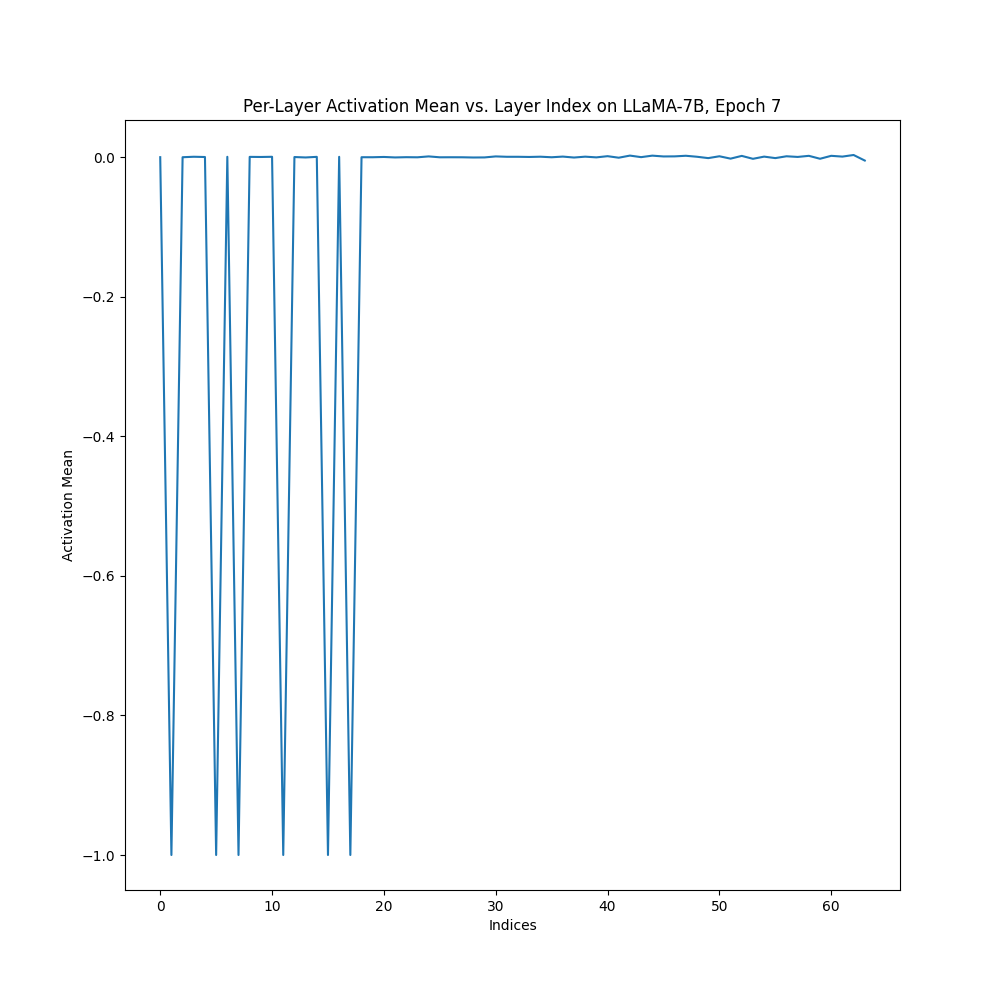 Per-Layer Activation Mean vs. Layer Index on LLaMA-7B, Epoch 7
Activation Mean
0.0
−0.2
−0.4
−0.6
−0.8
−1.0
0 10 20 30 40 50 60
Indices